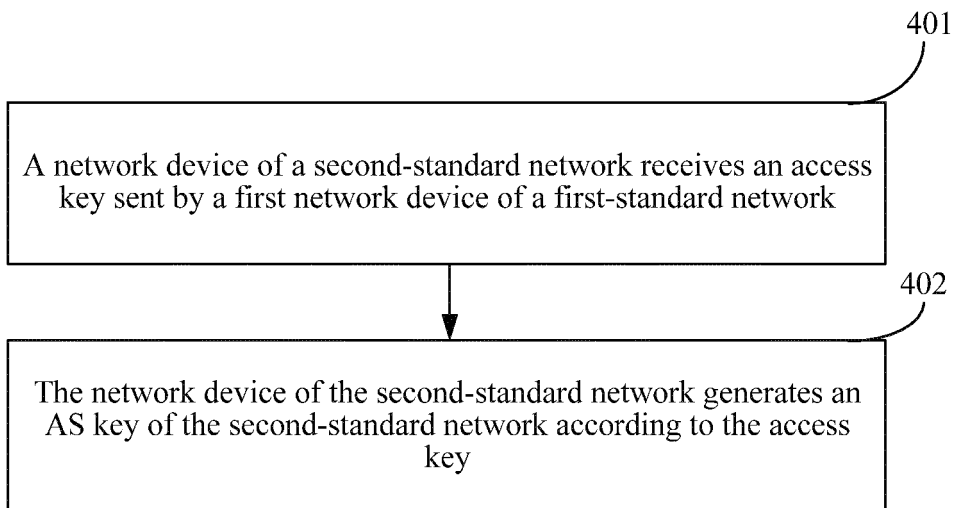 401
A network device of a second-standard network receives an access
key sent by a first network device of a first-standard network
402
The network device of the second-standard network generates an
AS key of the second-standard network according to the access
key